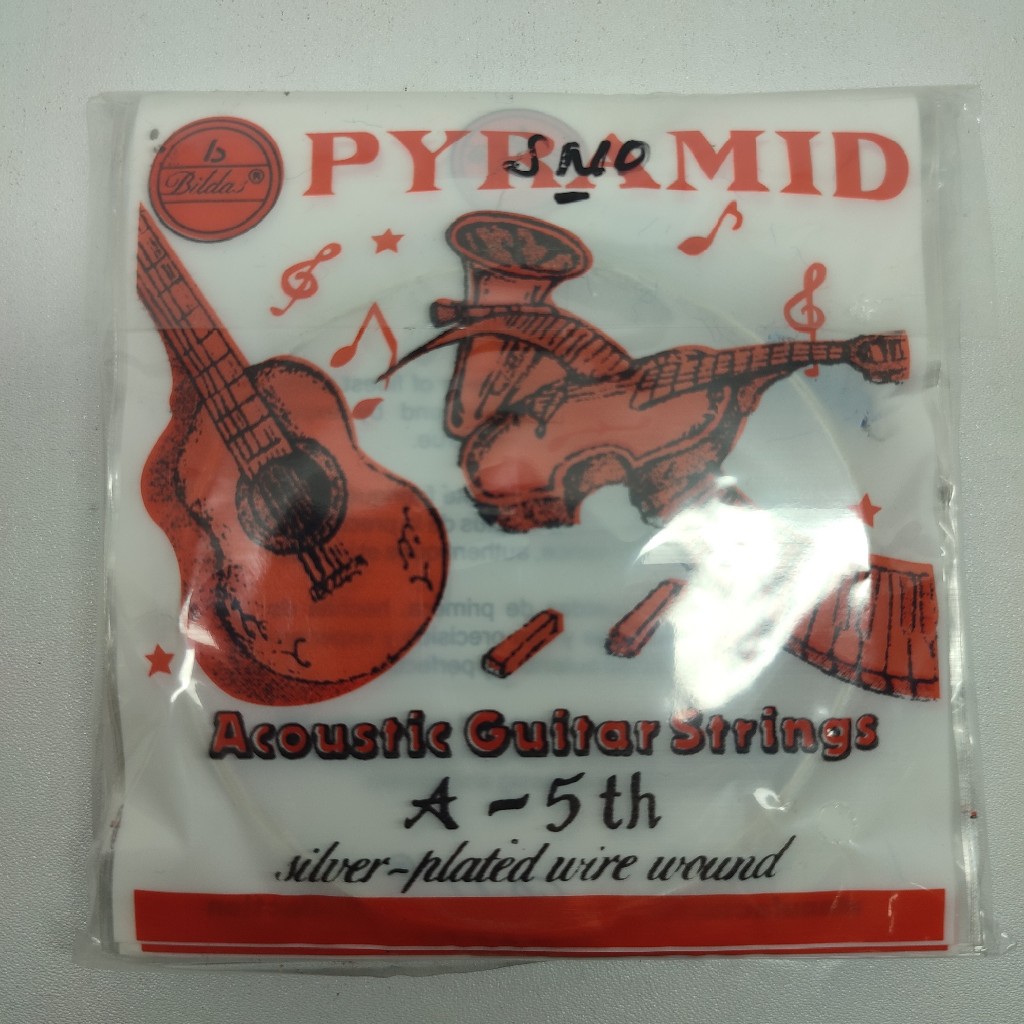 b
Bildas®
PYRAMID
SNO
Acoustic Guitar Strings
A - 5th
silver-plated wire wound